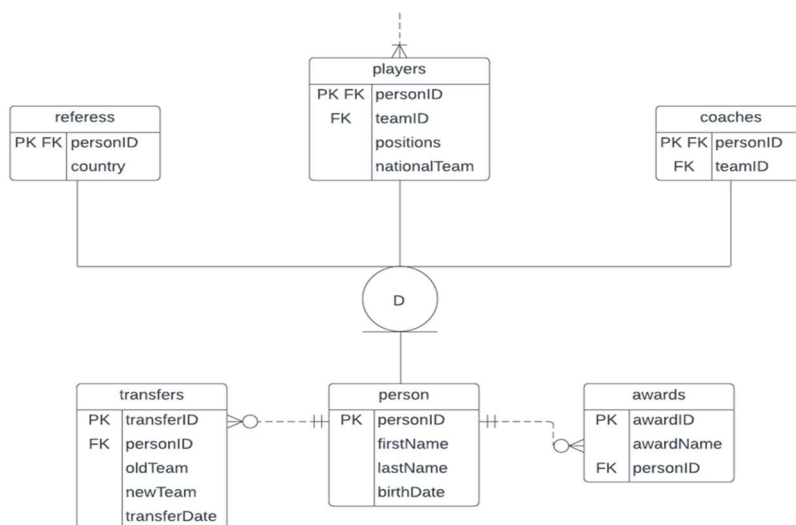 players
PK FK personID
FK teamID
positions
nationalTeam
referess
PK FK personID
country
coaches
PK FK personID
FK teamID
D
transfers
PK transferID
FK personID
oldTeam
newTeam
transferDate
person
PK personID
firstName
lastName
birthDate
awards
PK awardID
awardName
FK personID